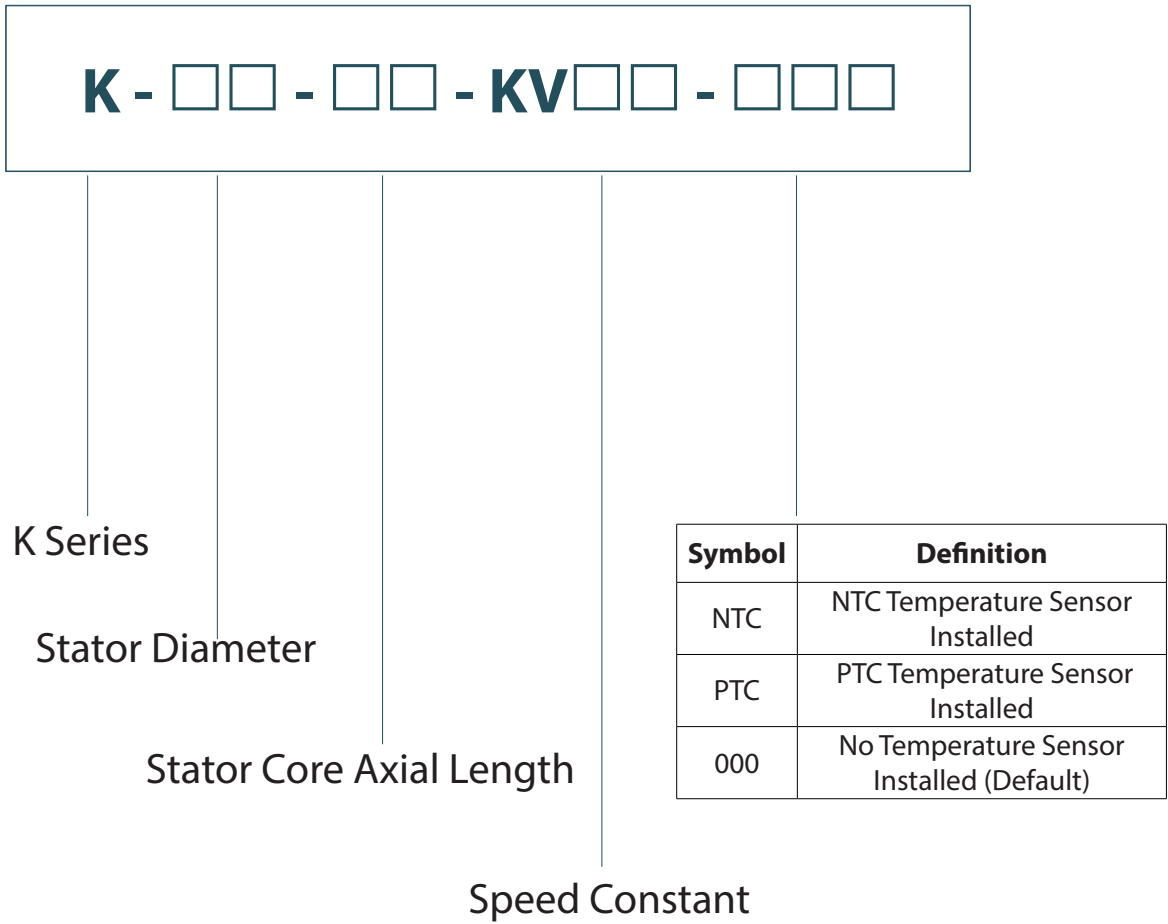 K - □□ - □□ - KV□□ - □□□
K Series
Stator Diameter
Stator Core Axial Length
Speed Constant
Symbol Definition
NTC NTC Temperature Sensor
Installed
PTC PTC Temperature Sensor
Installed
000 No Temperature Sensor
Installed (Default)